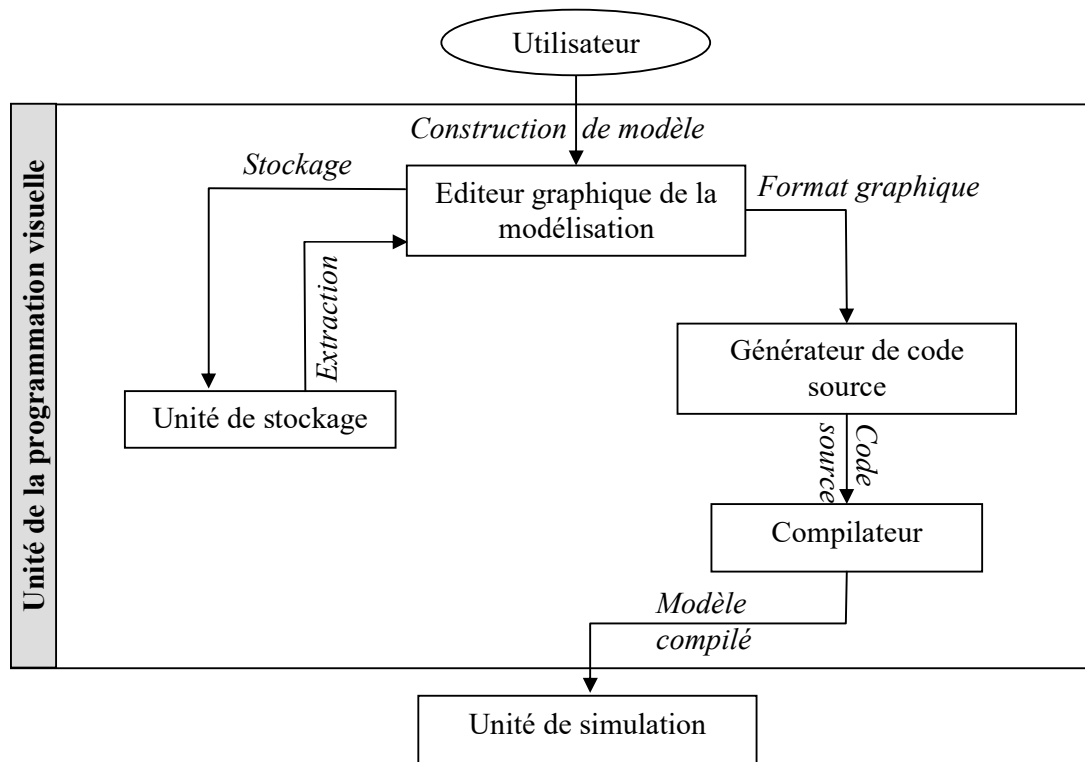 Utilisateur
Unité de la programmation visuelle
Construction de modèle
Stockage
Editeur graphique de la
modélisation
Format graphique
Extraction
Générateur de code
source
Unité de stockage
Code
source
Compilateur
Modèle
compilé
Unité de simulation